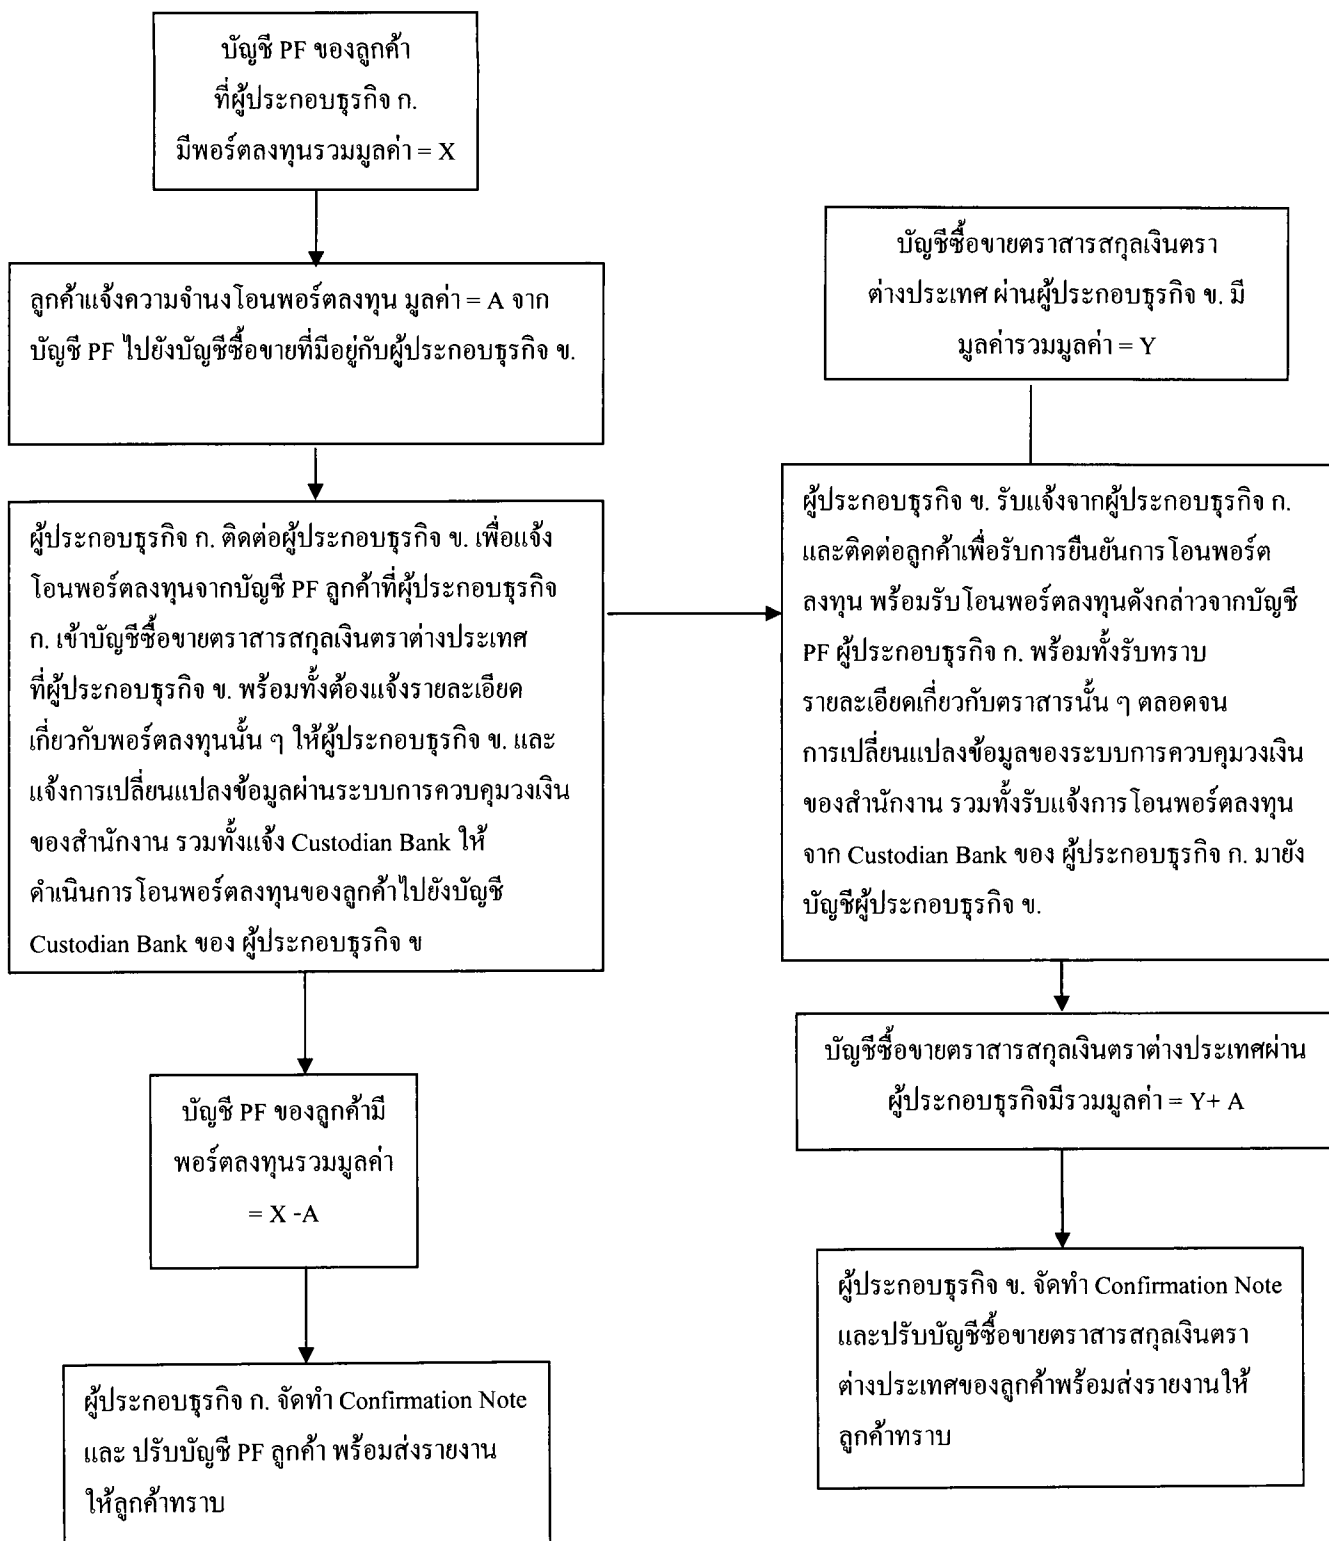 บัญชี PF ของลูกค้า
ที่ผู้ประกอบธุรกิจ ก.
มีพอร์ตลงทุนรวมมูลค่า = X
ลูกค้าแจ้งความจำนงโอนพอร์ตลงทุน มูลค่า = A จาก
บัญชี PF ไปยังบัญชีซื้อขายที่มีอยู่กับผู้ประกอบธุรกิจ ข.
ผู้ประกอบธุรกิจ ก. ติดต่อผู้ประกอบธุรกิจ ข. เพื่อแจ้ง
โอนพอร์ตลงทุนจากบัญชี PF ลูกค้าที่ผุ้ประกอบธุรกิจ
ก. เข้าบัญชีซื้อขายตราสารสกุลเงินตราต่างประเทศ
ที่ผู้ประกอบธุรกิจ ข. พร้อมทั้งต้องแจ้งรายละเอียด
เกี่ยวกับพอร์ตลงทุนนั้น ๆ ให้ผู้ประกอบธุรกิจ ข. และ
แจ้งการเปลี่ยนแปลงข้อมูลผ่านระบบการควบคุมวงเงิน
ของสำนักงาน รวมทั้งแจ้ง Custodian Bank ให้
ดำเนินการโอนพอร์ตลงทุนของลูกค้าไปยังบัญชี
Custodian Bank ของ ผู้ประกอบธุรกิจ ข
บัญชี PF ของลูกค้ามี
พอร์ตลงทุนรวมมูลค่า
= X -A
ผู้ประกอบธุรกิจ ก. จัดทำ Confirmation Note
และ ปรับบัญชี PF ลูกค้า พร้อมส่งรายงาน
ให้ลูกค้าทราบ
บัญชีซื้อขายตราสารสกุลเงินตรา
ต่างประเทศ ผ่านผู้ประกอบธุรกิจ ข. มี
มูลค่ารวมมูลค่า = Y
ผู้ประกอบธุรกิจ ข. รับแจ้งจากผู้ประกอบธุรกิจ ก.
และติดต่อลูกค้าเพื่อรับการยืนยันการโอนพอร์ต
ลงทุน พร้อมรับโอนพอร์ตลงทุนดังกล่าวจากบัญชี
PF ผู้ประกอบธุรกิจ ก. พร้อมทั้งรับทราบ
รายละเอียดเกี่ยวกับตราสารนั้น ๆ ตลอดจน
การเปลี่ยนแปลงข้อมูลของระบบการควบคุมวงเงิน
ของสำนักงาน รวมทั้งรับแจ้งการโอนพอร์ตลงทุน
จาก Custodian Bank ของ ผู้ประกอบธุรกิจ ก. มายัง
บัญชีผู้ประกอบธุรกิจ ข.
บัญชีซื้อขายตราสารสกุลเงินตราต่างประเทศผ่าน
ผู้ประกอบธุรกิจมีรวมมูลค่า = Y+ A
ผู้ประกอบธุรกิจ ข. จัดทำ Confirmation Note
และปรับบัญชีซื้อขายตราสารสกุลเงินตรา
ต่างประเทศของลูกค้าพร้อมส่งรายงานให้
ลูกค้าทราบ